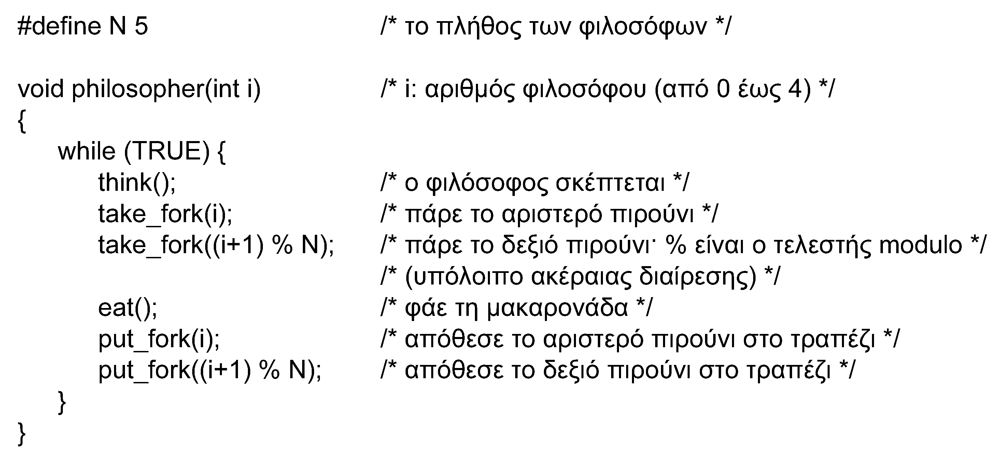 #define N 5 /* το πλήθος των φιλοσόφων */
void philosopher(int i) /* i: αριθμός φιλοσόφου (από 0 έως 4) */
{
while (TRUE) {
think(); /* ο φιλόσοφος σκέπτεται */
take_fork(i); /* πάρε το αριστερό πιρούνι */
take_fork((i+1) % N); /* πάρε το δεξιό πιρούνι· % είναι ο τελεστής modulo */
/* (υπόλοιπο ακέραιας διαίρεσης) */
eat(); /* φάε τη μακαρονάδα */
put_fork(i); /* απόθεσε το αριστερό πιρούνι στο τραπέζι */
put_fork((i+1) % N); /* απόθεσε το δεξιό πιρούνι στο τραπέζι */
}
}